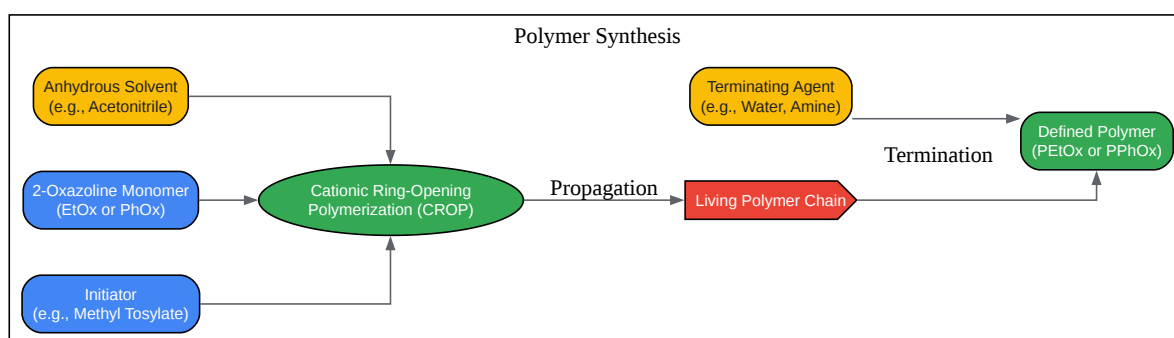 Polymer Synthesis
Anhydrous Solvent
(e.g., Acetonitrile)
Terminating Agent
(e.g., Water, Amine)
Defined Polymer
(PEtOx or PPhOx)
Termination
2-Oxazoline Monomer
(EtOx or PhOx)
Cationic Ring-Opening
Polymerization (CROP)
Propagation
Living Polymer Chain
Initiator
(e.g., Methyl Tosylate)